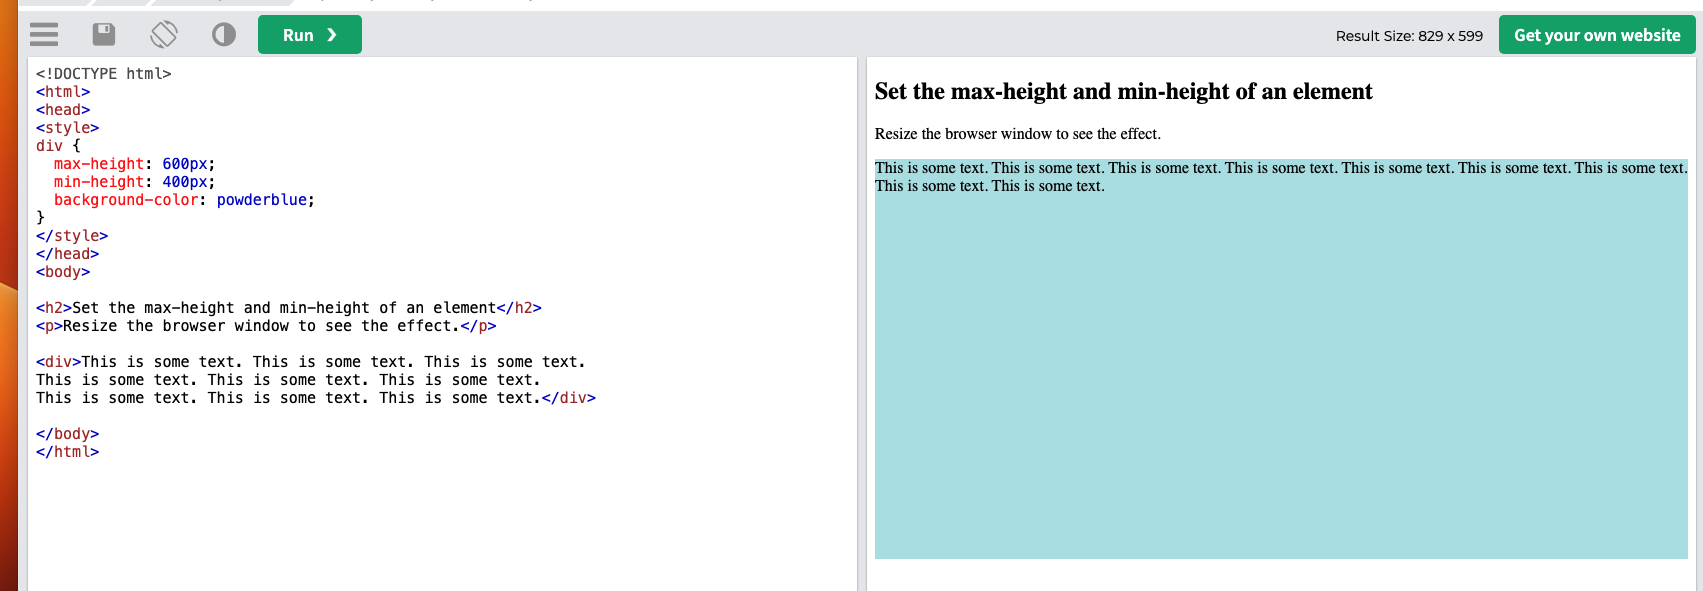 Run ❯
Result Size: 829 x 599
Get your own website
<!DOCTYPE html>
<html>
<head>
<style>
div {
  max-height: 600px;
  min-height: 400px;
  background-color: powderblue;
}
</style>
</head>
<body>

<h2>Set the max-height and min-height of an element</h2>
<p>Resize the browser window to see the effect.</p>

<div>This is some text. This is some text. This is some text.
This is some text. This is some text. This is some text.
This is some text. This is some text. This is some text.</div>

</body>
</html>
Set the max-height and min-height of an element
Resize the browser window to see the effect.
This is some text. This is some text. This is some text. This is some text. This is some text. This is some text. This is some text.
This is some text. This is some text.